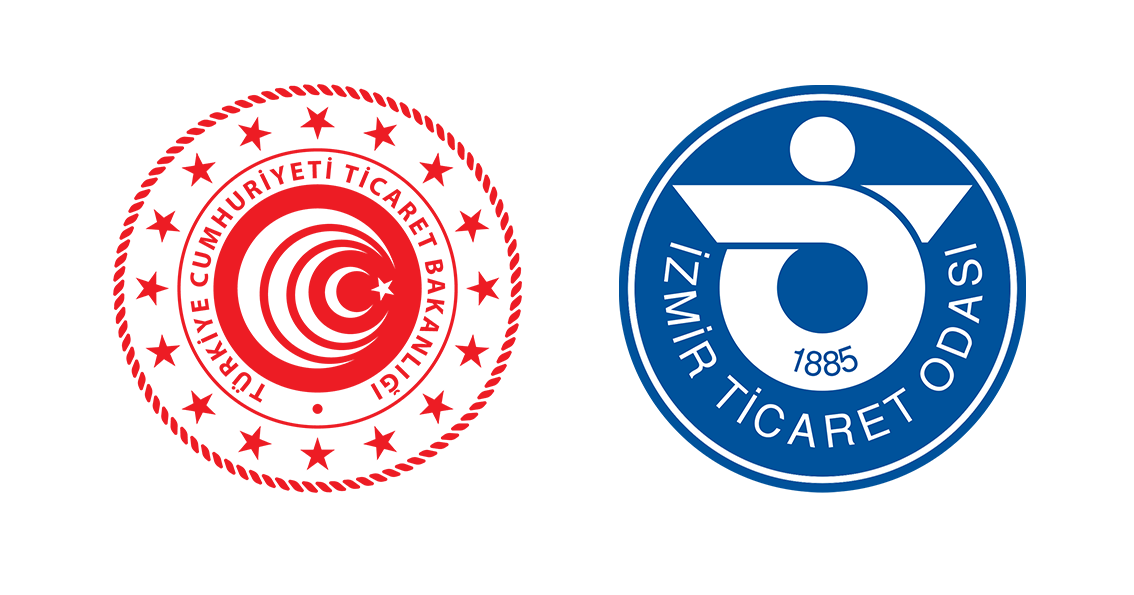 TÜRKİYE CUMHURİYETİ TİCARET BAKANLIĞI
1885
İZMİR TİCARET ODASI